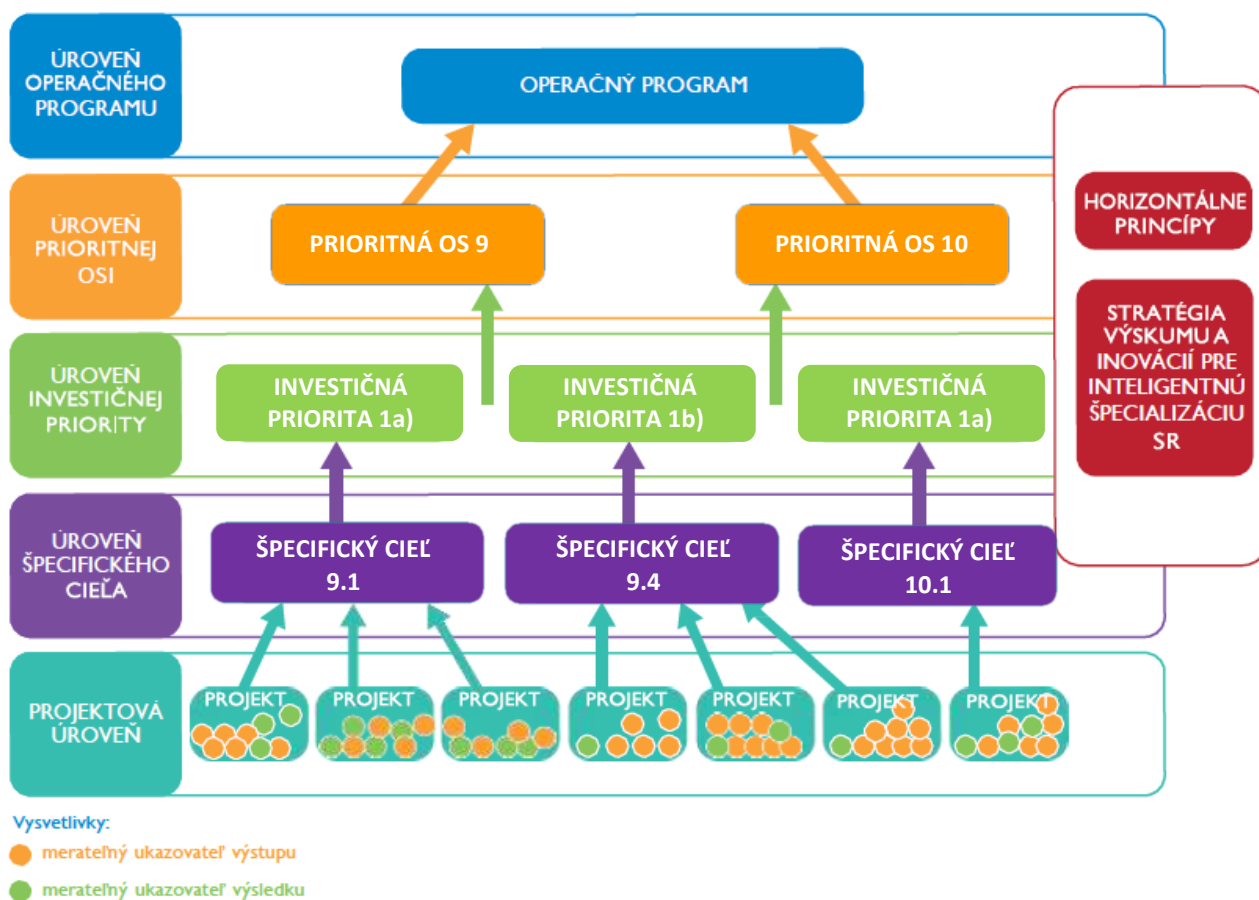 ÚROVEŇ
OPERAČNÉHO
PROGRAMU
OPERAČNÝ PROGRAM
ÚROVEŇ
PRIORITNEJ
OSI
PRIORITNÁ OS 9
PRIORITNÁ OS 10
HORIZONTÁLNE
PRINCÍPY
STRATÉGIA
VÝSKUMU A
INOVÁCIÍ PRE
INTELIGENTNÚ
ŠPECIALIZÁCIU
SR
ÚROVEŇ
INVESTIČNEJ
PRIORITY
INVESTIČNÁ
PRIORITA 1a)
INVESTIČNÁ
PRIORITA 1b)
INVESTIČNÁ
PRIORITA 1a)
ÚROVEŇ
ŠPECIFICKÉHO
CIEĽA
ŠPECIFICKÝ CIEĽ
9.1
ŠPECIFICKÝ CIEĽ
9.4
ŠPECIFICKÝ CIEĽ
10.1
PROJEKTOVÁ
ÚROVEŇ
PROJEKT
PROJEKT
PROJEKT
PROJEKT
PROJEKT
PROJEKT
PROJEKT
Vysvetlivky:
merateľný ukazovateľ výstupu
merateľný ukazovateľ výsledku